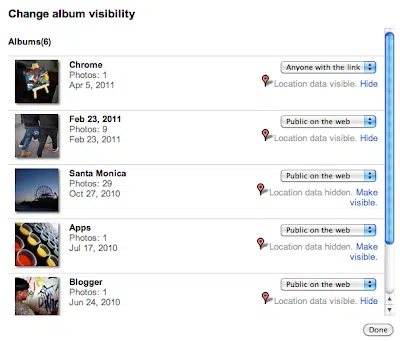 Change album visibility
Albums(6)
Chrome
Photos: 1
Apr 5, 2011
Anyone with the link
Location data visible. Hide
Feb 23, 2011
Photos: 9
Feb 23, 2011
Public on the web
Location data visible. Hide
Santa Monica
Photos: 29
Oct 27, 2010
Public on the web
Location data hidden. Make
visible.
Apps
Photos: 1
Jul 17, 2010
Public on the web
Location data hidden. Make
visible.
Blogger
Photos: 1
Jun 24, 2010
Public on the web
Location data visible. Hide
Done